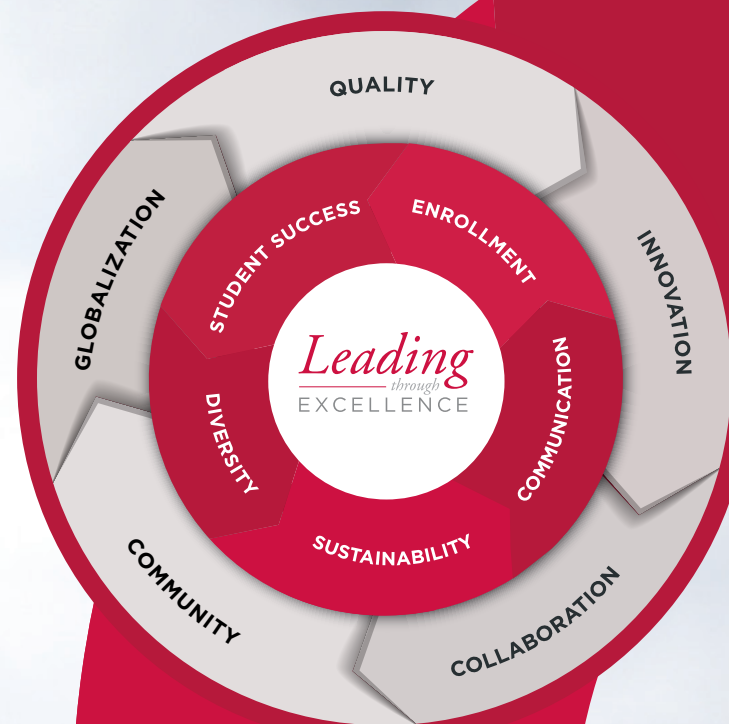 QUALITY
INNOVATION
COLLABORATION
COMMUNITY
GLOBALIZATION
STUDENT SUCCESS
ENROLLMENT
COMMUNICATION
SUSTAINABILITY
DIVERSITY
Leading
through
EXCELLENCE